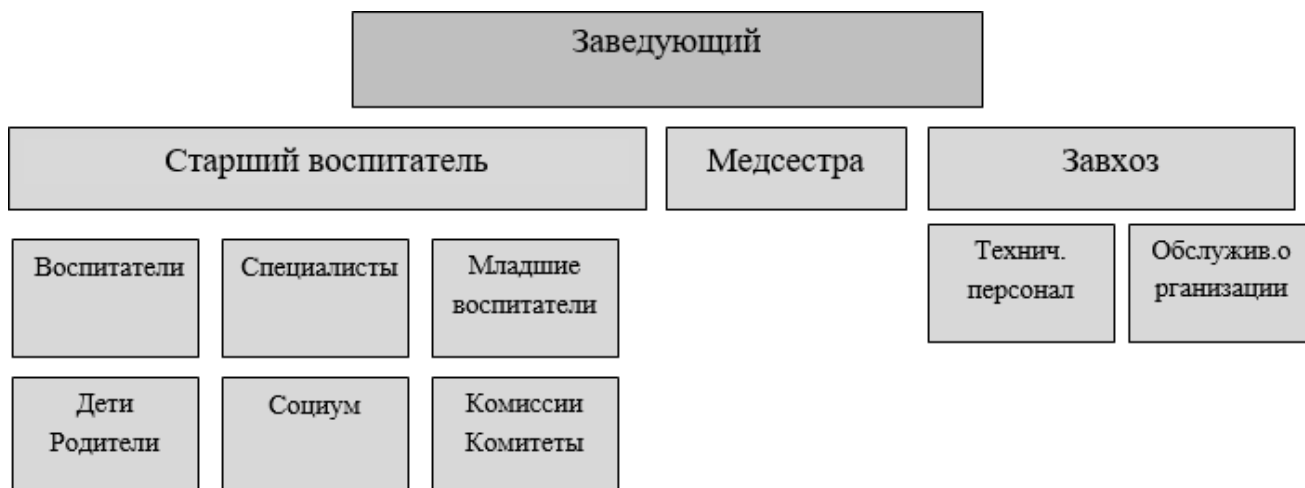 Заведующий
Старший воспитатель
Медсестра
Завхоз
Воспитатели
Специалисты
Младшие
воспитатели
Технич.
персонал
Обслужив.о
рганизации
Дети
Родители
Социум
Комиссии
Комитеты